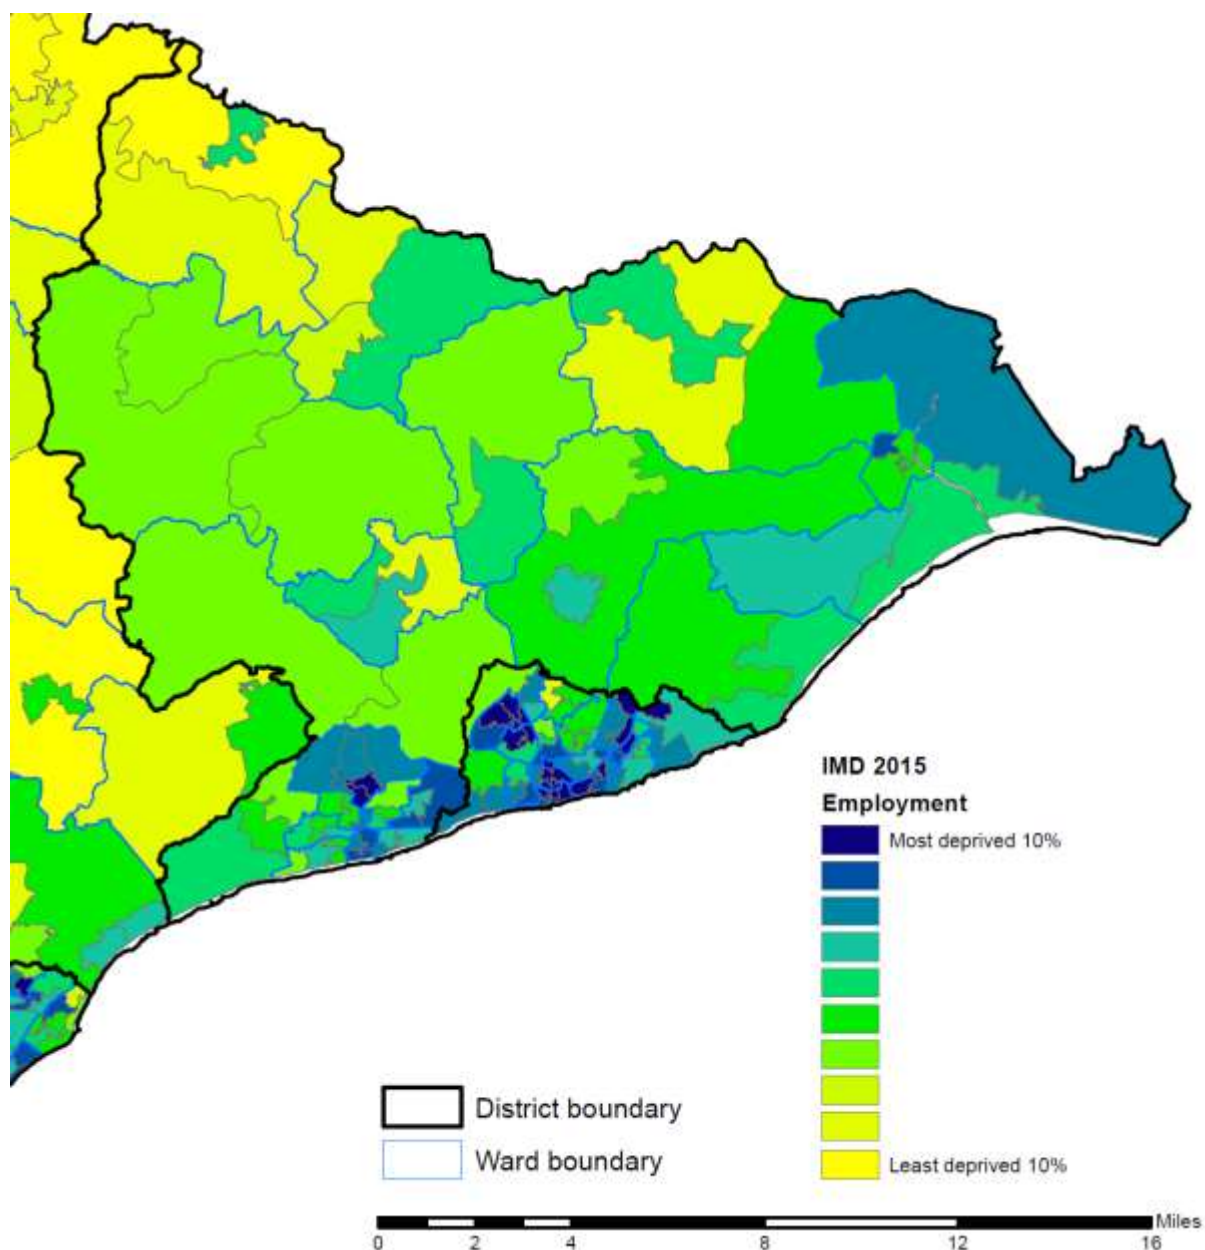 IMD 2015
Employment
Most deprived 10%
Least deprived 10%
District boundary
Ward boundary
Miles
0 2 4 8 12 16